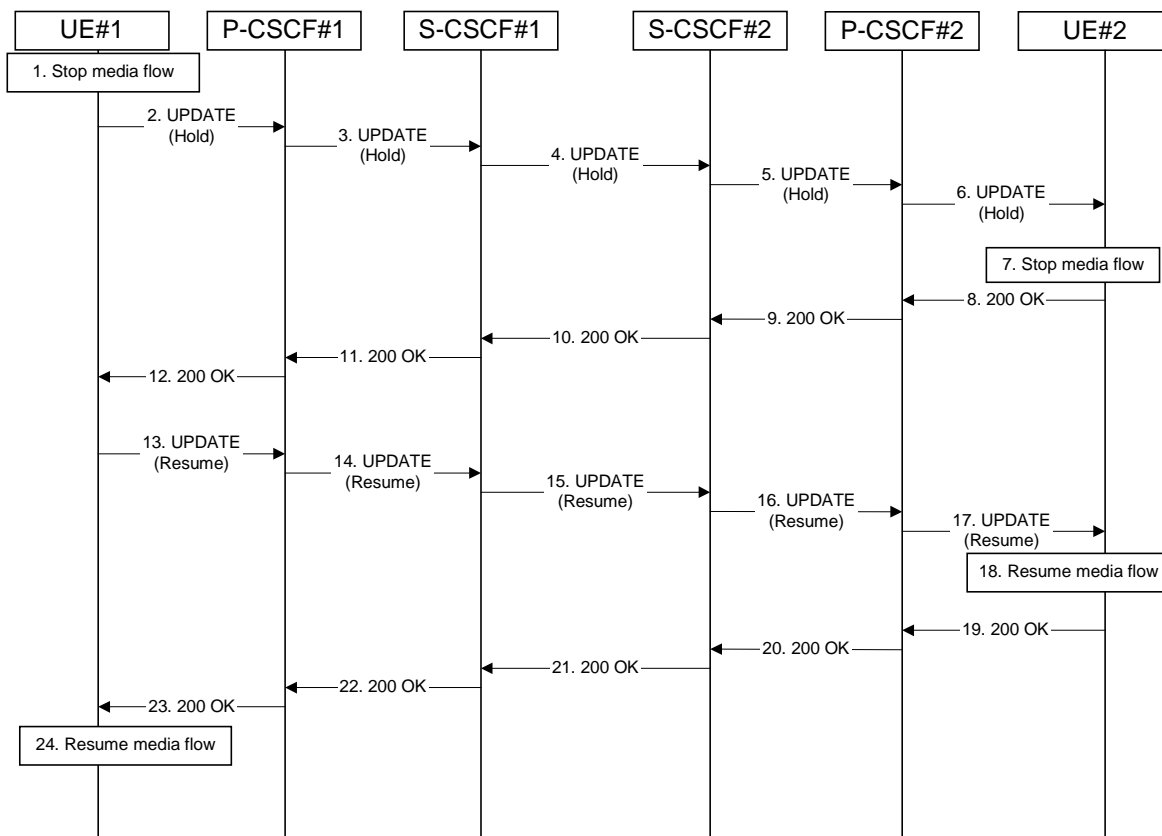 UE#1
P-CSCF#1
S-CSCF#1
S-CSCF#2
P-CSCF#2
UE#2
1. Stop media flow
2. UPDATE
(Hold)
3. UPDATE
(Hold)
4. UPDATE
(Hold)
5. UPDATE
(Hold)
6. UPDATE
(Hold)
7. Stop media flow
8. 200 OK
9. 200 OK
10. 200 OK
11. 200 OK
12. 200 OK
13. UPDATE
(Resume)
14. UPDATE
(Resume)
15. UPDATE
(Resume)
16. UPDATE
(Resume)
17. UPDATE
(Resume)
18. Resume media flow
19. 200 OK
20. 200 OK
21. 200 OK
22. 200 OK
23. 200 OK
24. Resume media flow